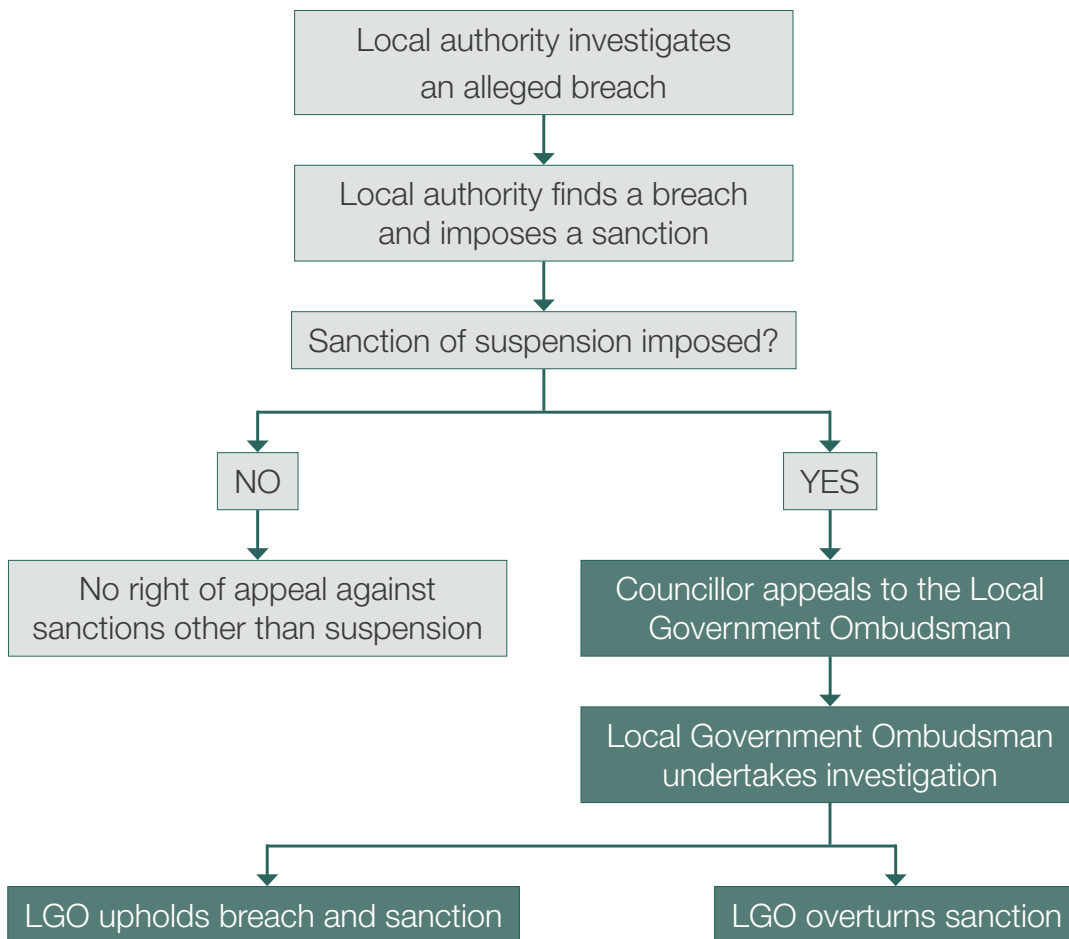 Local authority investigates
an alleged breach
Local authority finds a breach
and imposes a sanction
Sanction of suspension imposed?
NO
YES
No right of appeal against
sanctions other than suspension
Councillor appeals to the Local
Government Ombudsman
Local Government Ombudsman
undertakes investigation
LGO upholds breach and sanction
LGO overturns sanction